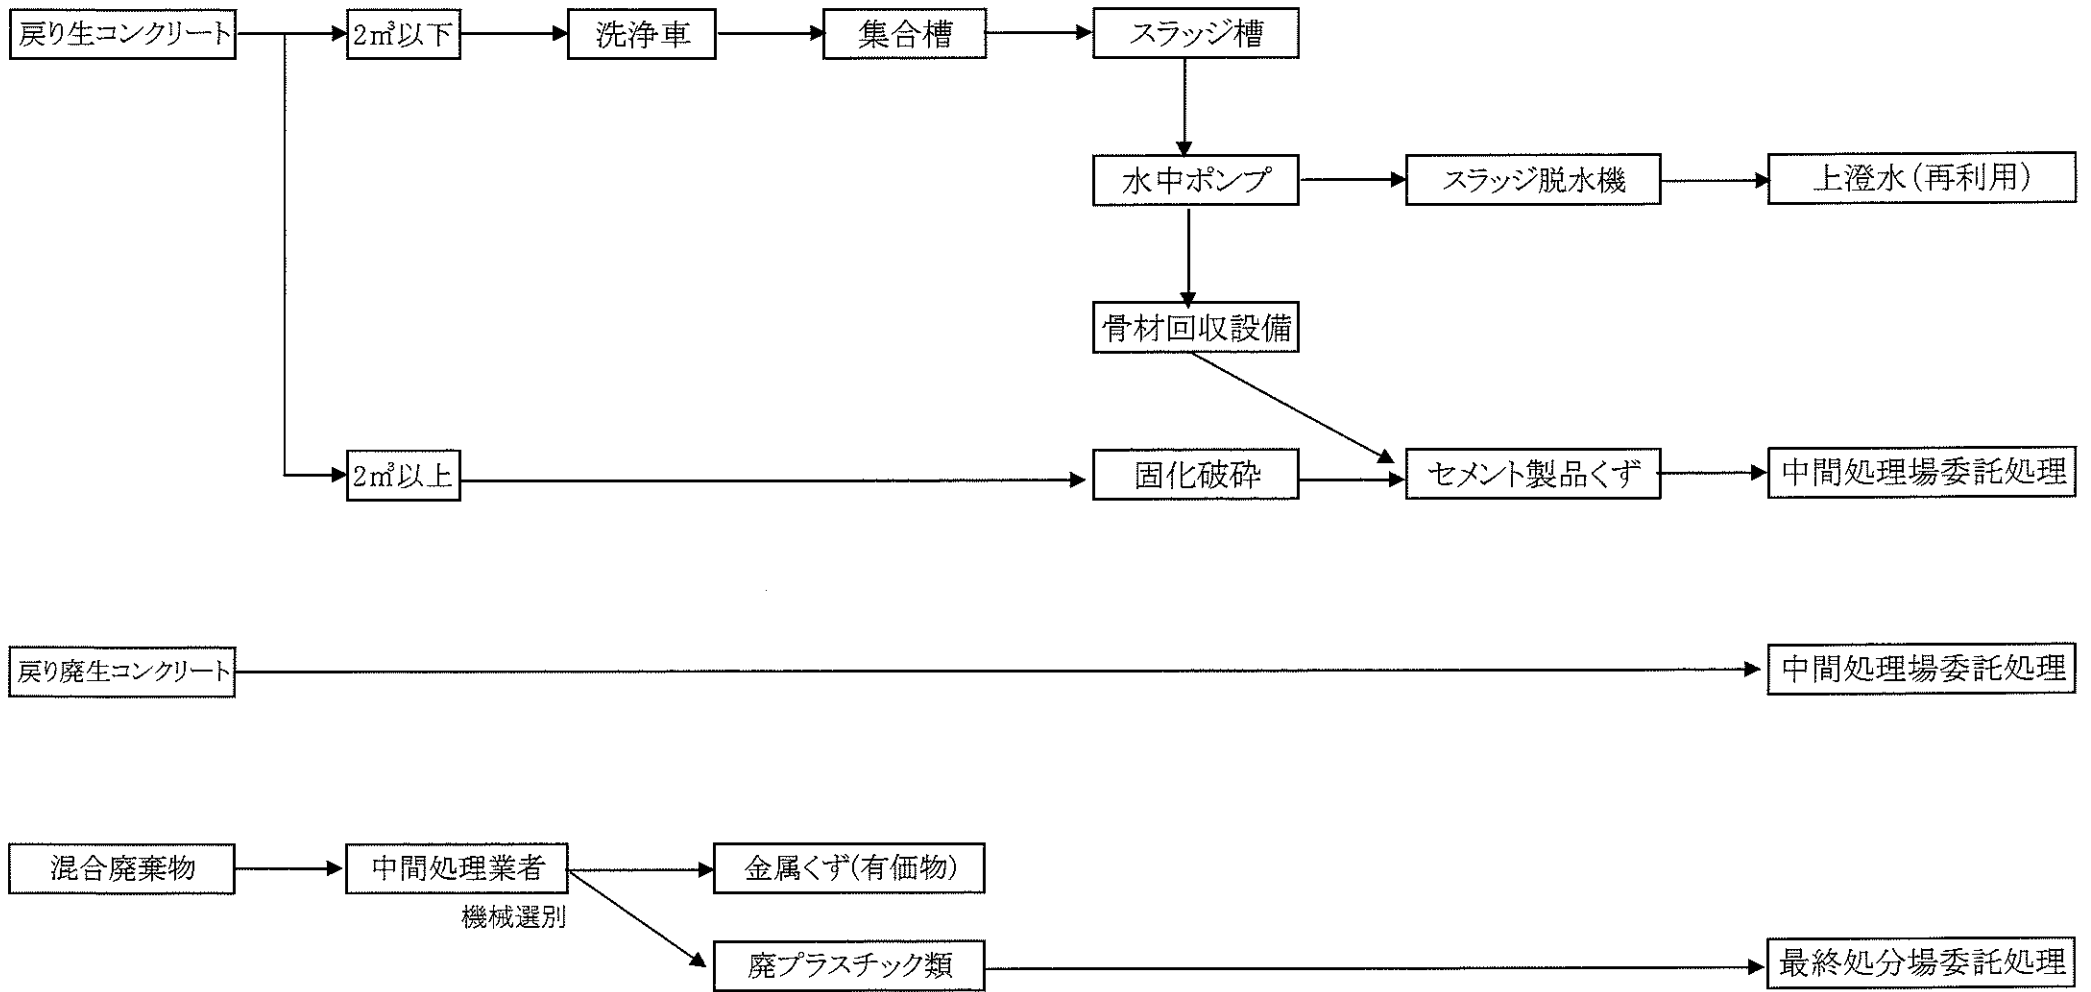 戻り生コンクリート
2㎥以下
洗浄車
集合槽
スラッジ槽
水中ポンプ
スラッジ脱水機
上澄水(再利用)
骨材回収設備
2㎥以上
固化破砕
セメント製品くず
中間処理場委託処理
戻り廃生コンクリート
中間処理場委託処理
混合廃棄物
中間処理業者
金属くず(有価物)
機械選別
廃プラスチック類
最終処分場委託処理